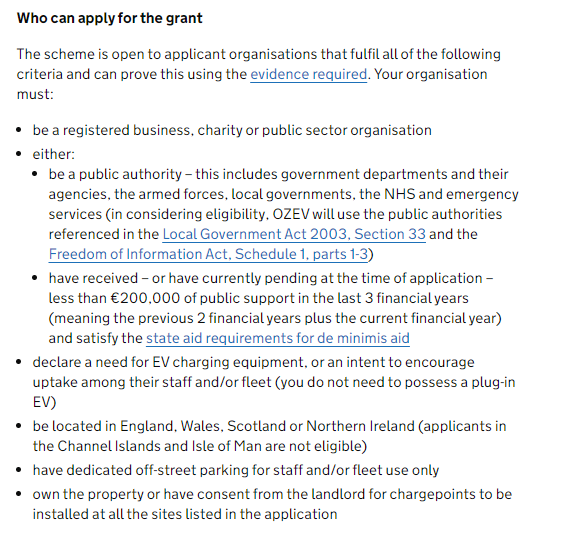 Who can apply for the grant
The scheme is open to applicant organisations that fulfil all of the following
criteria and can prove this using the evidence required. Your organisation
must:
• be a registered business, charity or public sector organisation
• either:
• be a public authority – this includes government departments and their
agencies, the armed forces, local governments, the NHS and emergency
services (in considering eligibility, OZEV will use the public authorities
referenced in the Local Government Act 2003, Section 33 and the
Freedom of Information Act, Schedule 1, parts 1-3)
• have received – or have currently pending at the time of application –
less than €200,000 of public support in the last 3 financial years
(meaning the previous 2 financial years plus the current financial year)
and satisfy the state aid requirements for de minimis aid
• declare a need for EV charging equipment, or an intent to encourage
uptake among their staff and/or fleet (you do not need to possess a plug-in
EV)
• be located in England, Wales, Scotland or Northern Ireland (applicants in
the Channel Islands and Isle of Man are not eligible)
• have dedicated off-street parking for staff and/or fleet use only
• own the property or have consent from the landlord for chargepoints to be
installed at all the sites listed in the application